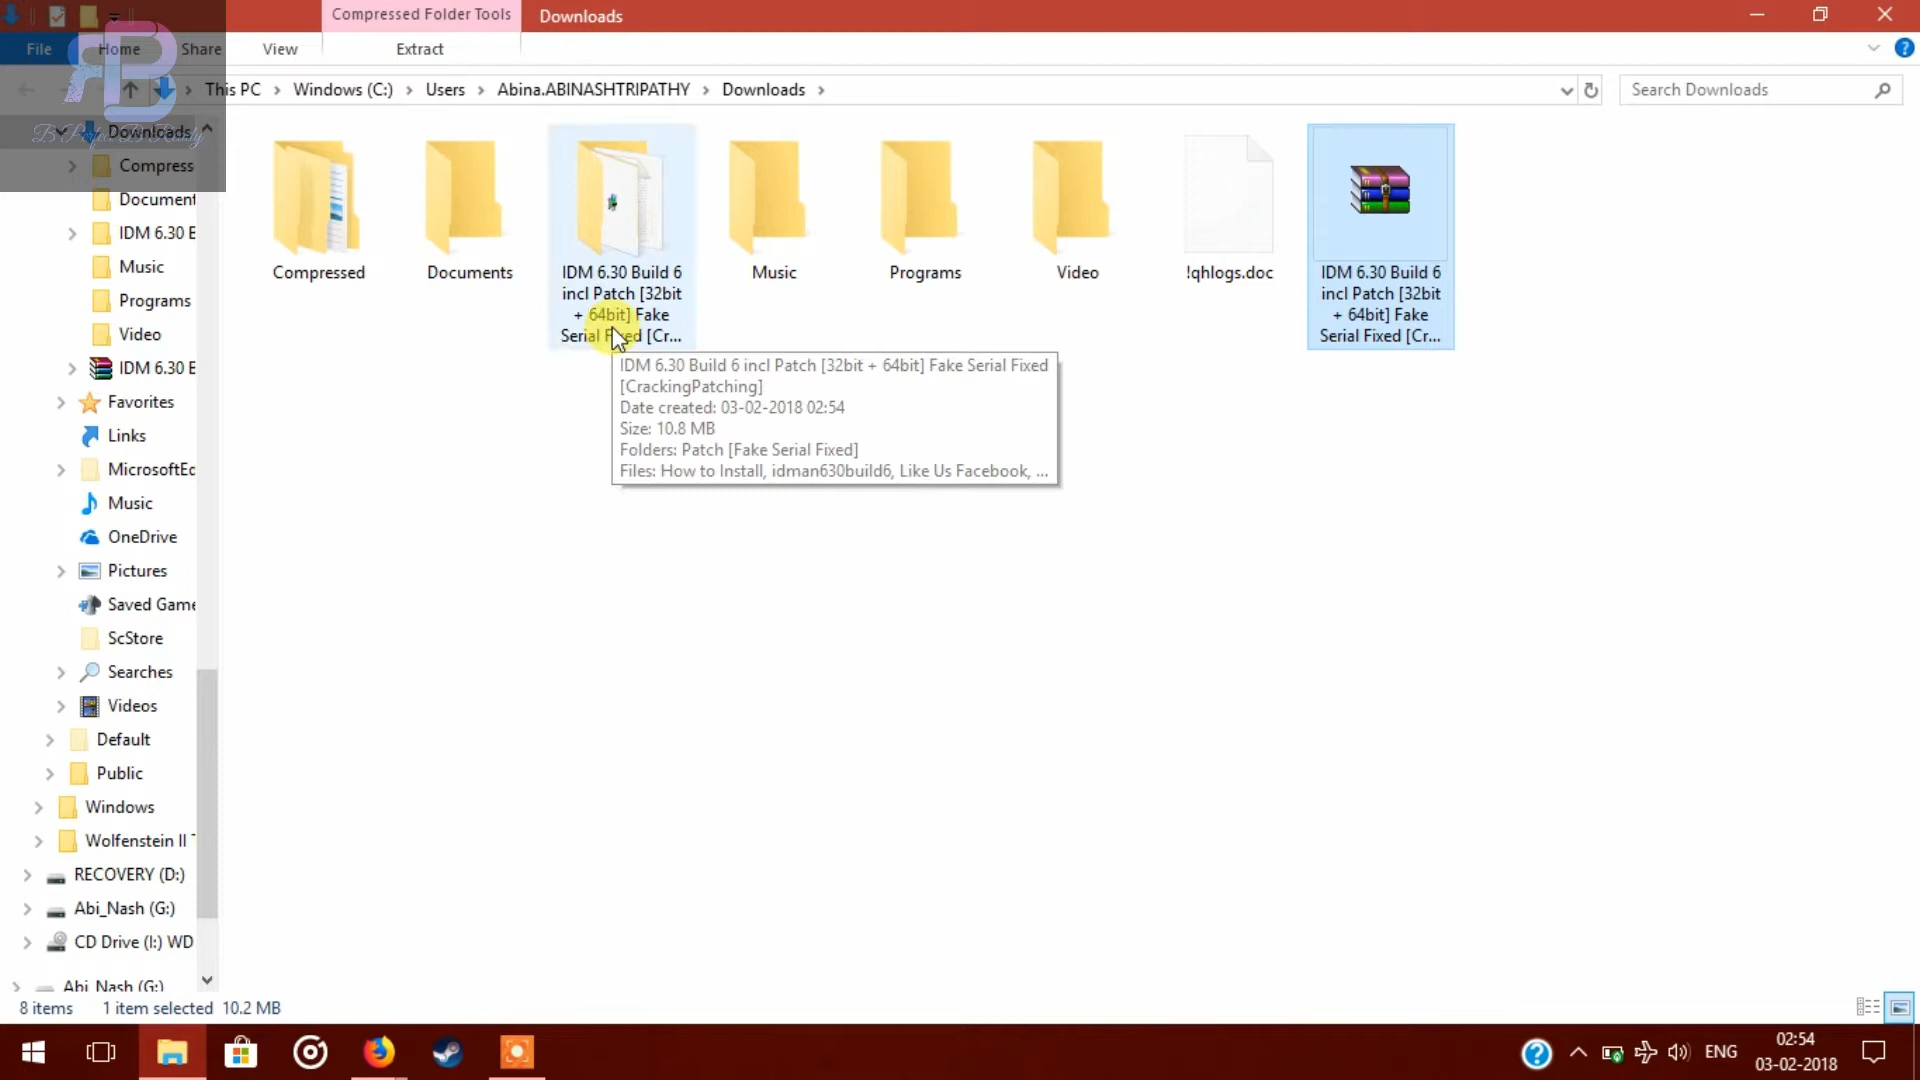 Compressed Folder Tools
Downloads
File
Home
Share
View
Extract
This PC
Windows (C:)
Users
Abina.ABINASHTRIPATHY
Downloads
Search Downloads
Downloads
Compress
Document
IDM 6.30 E
Music
Programs
Video
IDM 6.30 E
Favorites
Links
MicrosoftEc
Music
OneDrive
Pictures
Saved Game
ScStore
Searches
Videos
Default
Public
Windows
Wolfenstein II
RECOVERY (D:)
Abi_Nash (G:)
CD Drive (I:) WD
Abi_Nash (G:)
Compressed
Documents
IDM 6.30 Build 6
incl Patch [32bit
+ 64bit] Fake
Serial Fixed [Cr...
Music
Programs
Video
!qhlogs.doc
IDM 6.30 Build 6
incl Patch [32bit
+ 64bit] Fake
Serial Fixed [Cr...
IDM 6.30 Build 6 incl Patch [32bit + 64bit] Fake Serial Fixed
[CrackingPatching]
Date created: 03-02-2018 02:54
Size: 10.8 MB
Folders: Patch [Fake Serial Fixed]
Files: How to Install, idman630build6, Like Us Facebook, ...
8 items
1 item selected 10.2 MB
ENG
02:54
03-02-2018